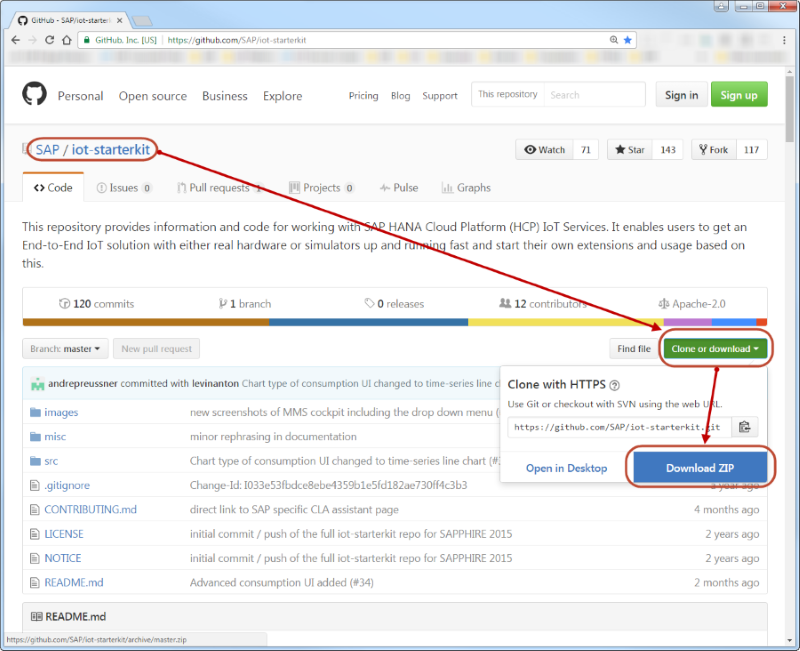 GitHub - SAP/iot-starterk
GitHub, Inc. [US] | https://github.com/SAP/iot-starterkit
Personal Open source Business Explore Pricing Blog Support This repository Search Sign in Sign up
SAP / iot-starterkit Watch 71 Star 143 Fork 117
Code Issues 0 Pull requests 1 Projects 0 Pulse Graphs
This repository provides information and code for working with SAP HANA Cloud Platform (HCP) IoT Services. It enables users to get an
End-to-End IoT solution with either real hardware or simulators up and running fast and start their own extensions and usage based on
this.
120 commits 1 branch 0 releases 12 contributors Apache-2.0
Branch: master New pull request Find file Clone or download
andrepreussner committed with levinanton Chart type of consumption UI changed to time-series line c
Clone with HTTPS ?
Use Git or checkout with SVN using the web URL.
https://github.com/SAP/iot-starterkit.git
Open in Desktop Download ZIP
images new screenshots of MMS cockpit including the drop down menu (
misc minor rephrasing in documentation
src Chart type of consumption UI changed to time-series line chart (#3
.gitignore Change-Id: I033e53fbdce8ebe4359b1e5fd182ae730ff4c3b3 a year ago
CONTRIBUTING.md direct link to SAP specific CLA assistant page 4 months ago
LICENSE initial commit / push of the full iot-starterkit repo for SAPPHIRE 2015 2 years ago
NOTICE initial commit / push of the full iot-starterkit repo for SAPPHIRE 2015 2 years ago
README.md Advanced consumption UI added (#34) 2 months ago
README.md
https://github.com/SAP/iot-starterkit/archive/master.zip